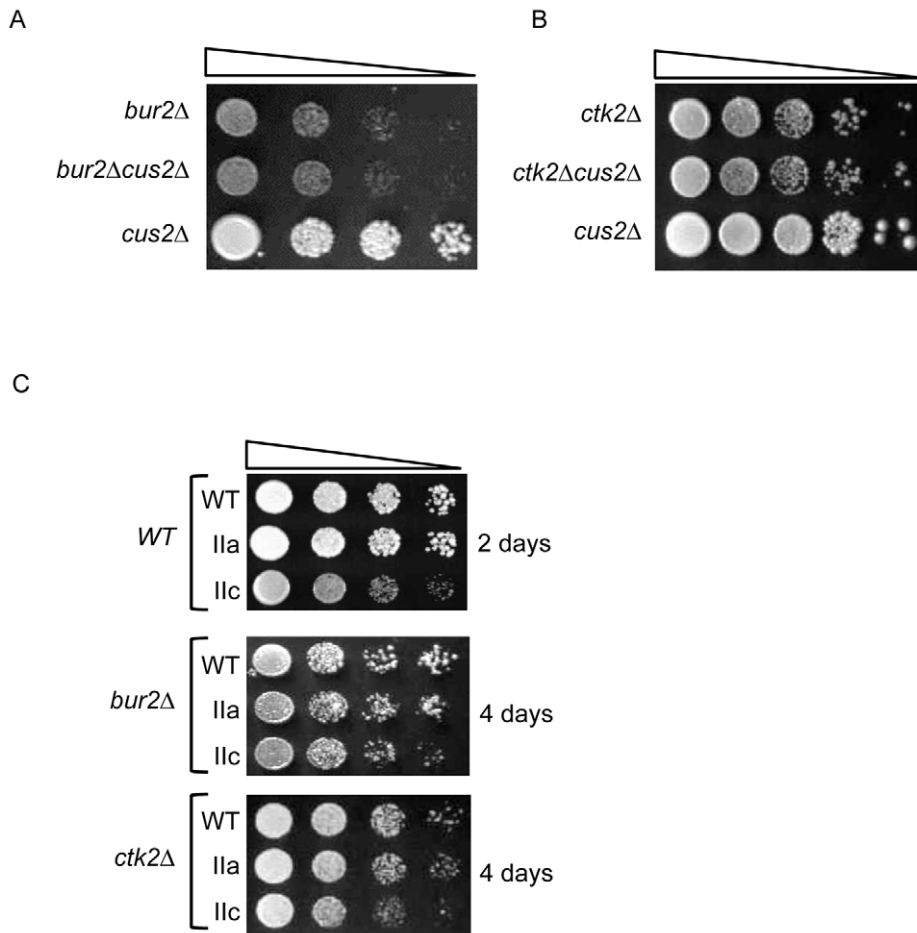 A
bur2Δ
bur2Δcus2Δ
cus2Δ
B
ctk2Δ
ctk2Δcus2Δ
cus2Δ
C
WT
WT
IIa
IIc
2 days
bur2Δ
WT
IIa
IIc
4 days
ctk2Δ
WT
IIa
IIc
4 days